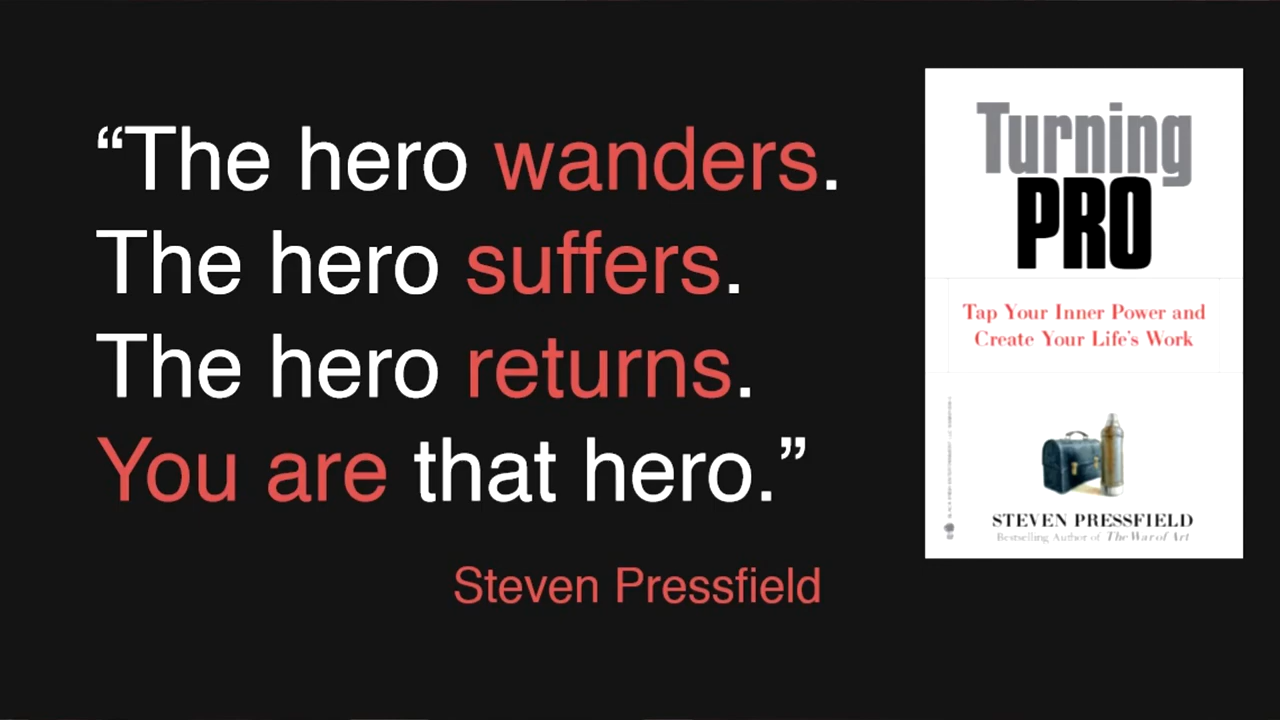 “The hero wanders.
The hero suffers.
The hero returns.
You are that hero.”
Steven Pressfield
Turning
PRO
Tap Your Inner Power and
Create Your Life's Work
STEVEN PRESSFIELD
Bestselling Author of The War of Art